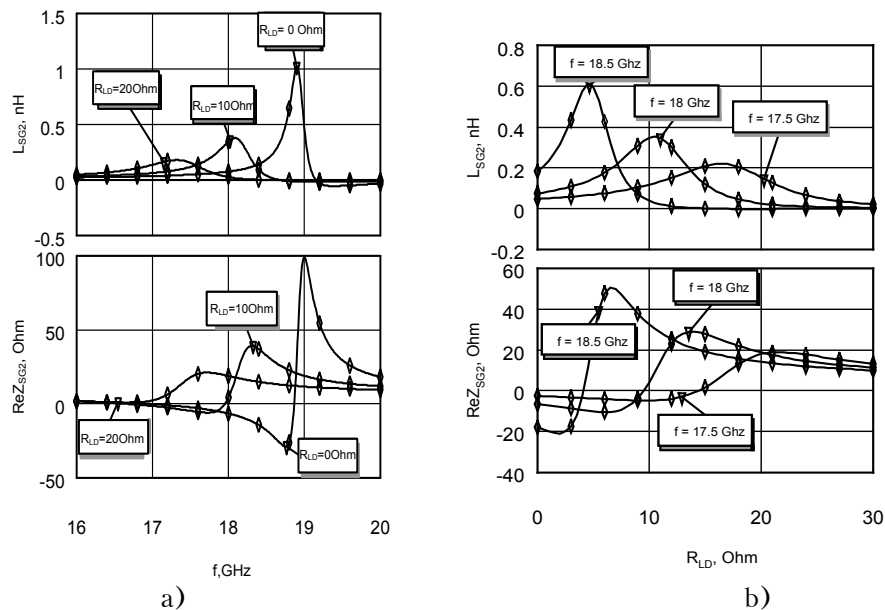 1.5
1
0.5
0
-0.5
L_SG2, nH
R_LD= 0 Ohm
R_LD=20Ohm
R_LD=10Ohm
100
50
0
-50
ReZ_SG2, Ohm
R_LD=10Ohm
R_LD=20Ohm
R_LD=0Ohm
16 17 18 19 20
f,GHz
a)
0.8
0.6
0.4
0.2
0
-0.2
L_SG2, nH
f = 18.5 Ghz
f = 18 Ghz
f = 17.5 Ghz
60
40
20
0
-20
-40
ReZ_SG2, Ohm
f = 18 Ghz
f = 18.5 Ghz
f = 17.5 Ghz
0 10 20 30
R_LD, Ohm
b)